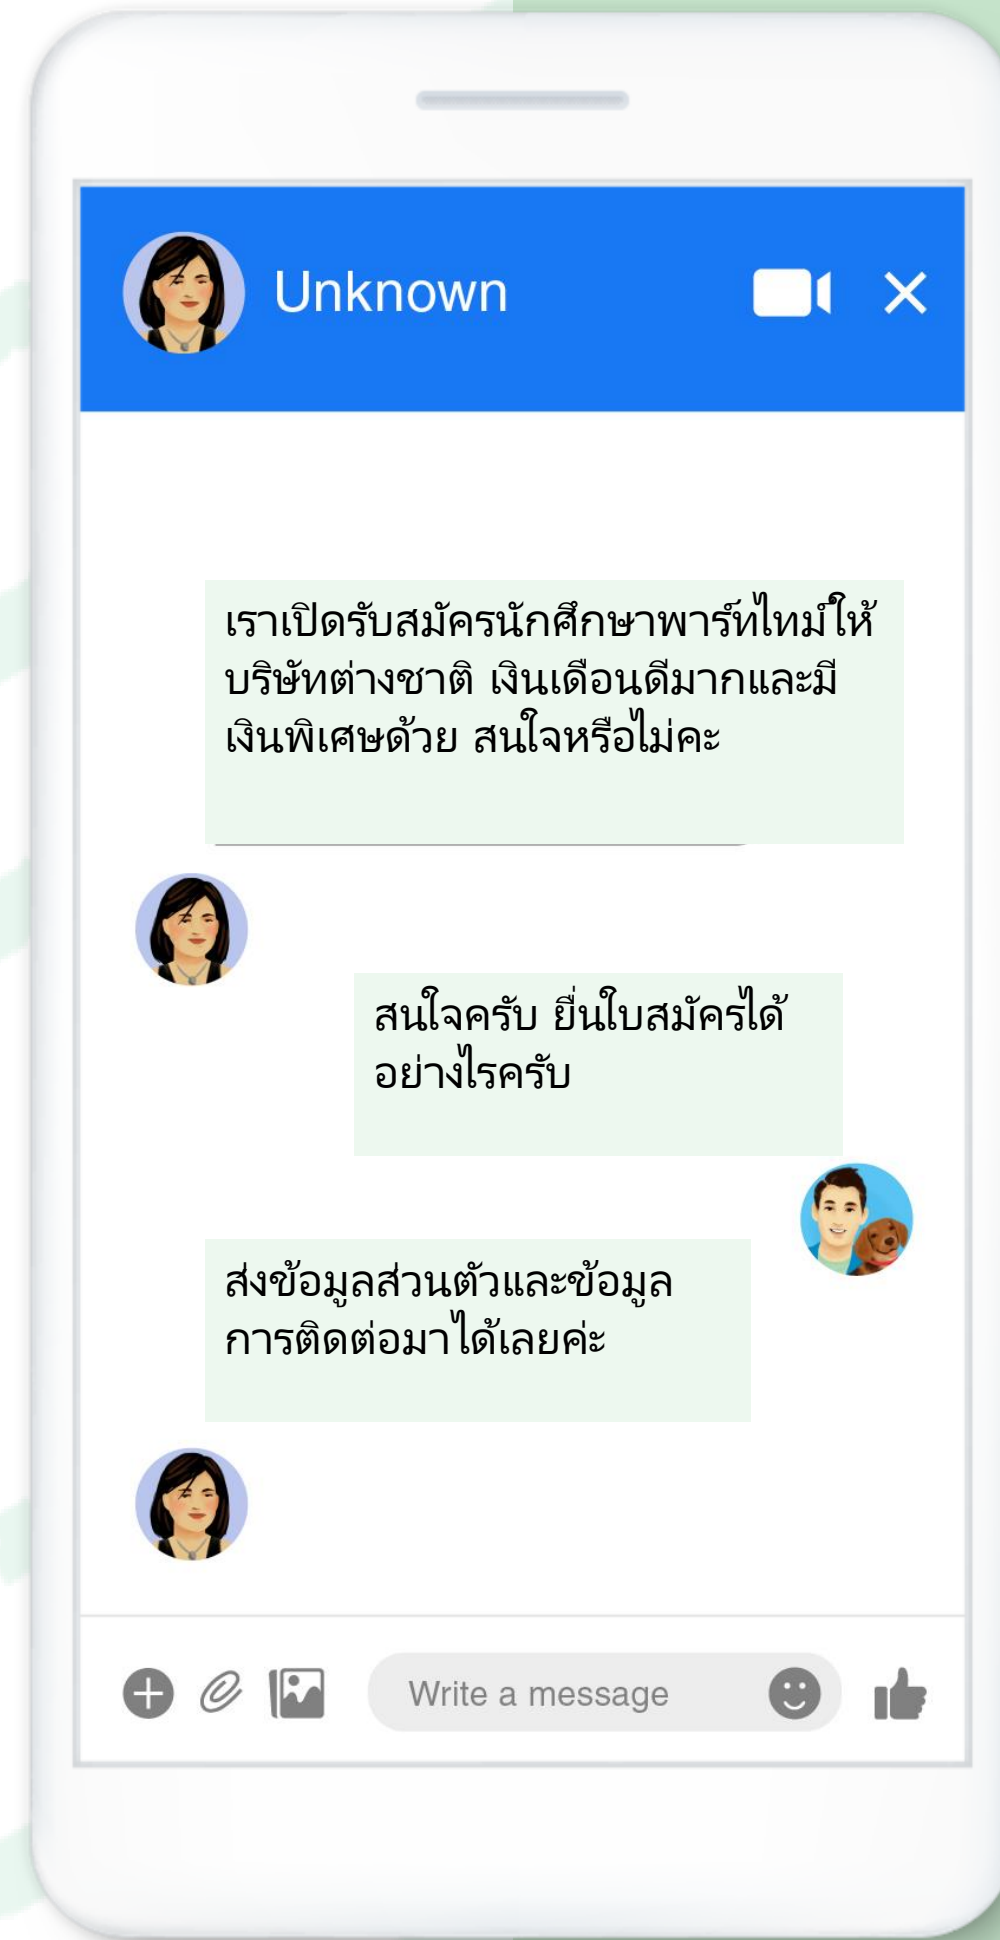 Unknown
เราเปิดรับสมัครนักศึกษาพาร์ทไทม์ให้
บริษัทต่างชาติ เงินเดือนดีมากและมี
เงินพิเศษด้วย สนใจหรือไม่คะ
สนใจครับ ยื่นใบสมัครได้
อย่างไรครับ
ส่งข้อมูลส่วนตัวและข้อมูล
การติดต่อมาได้เลยค่ะ
Write a message